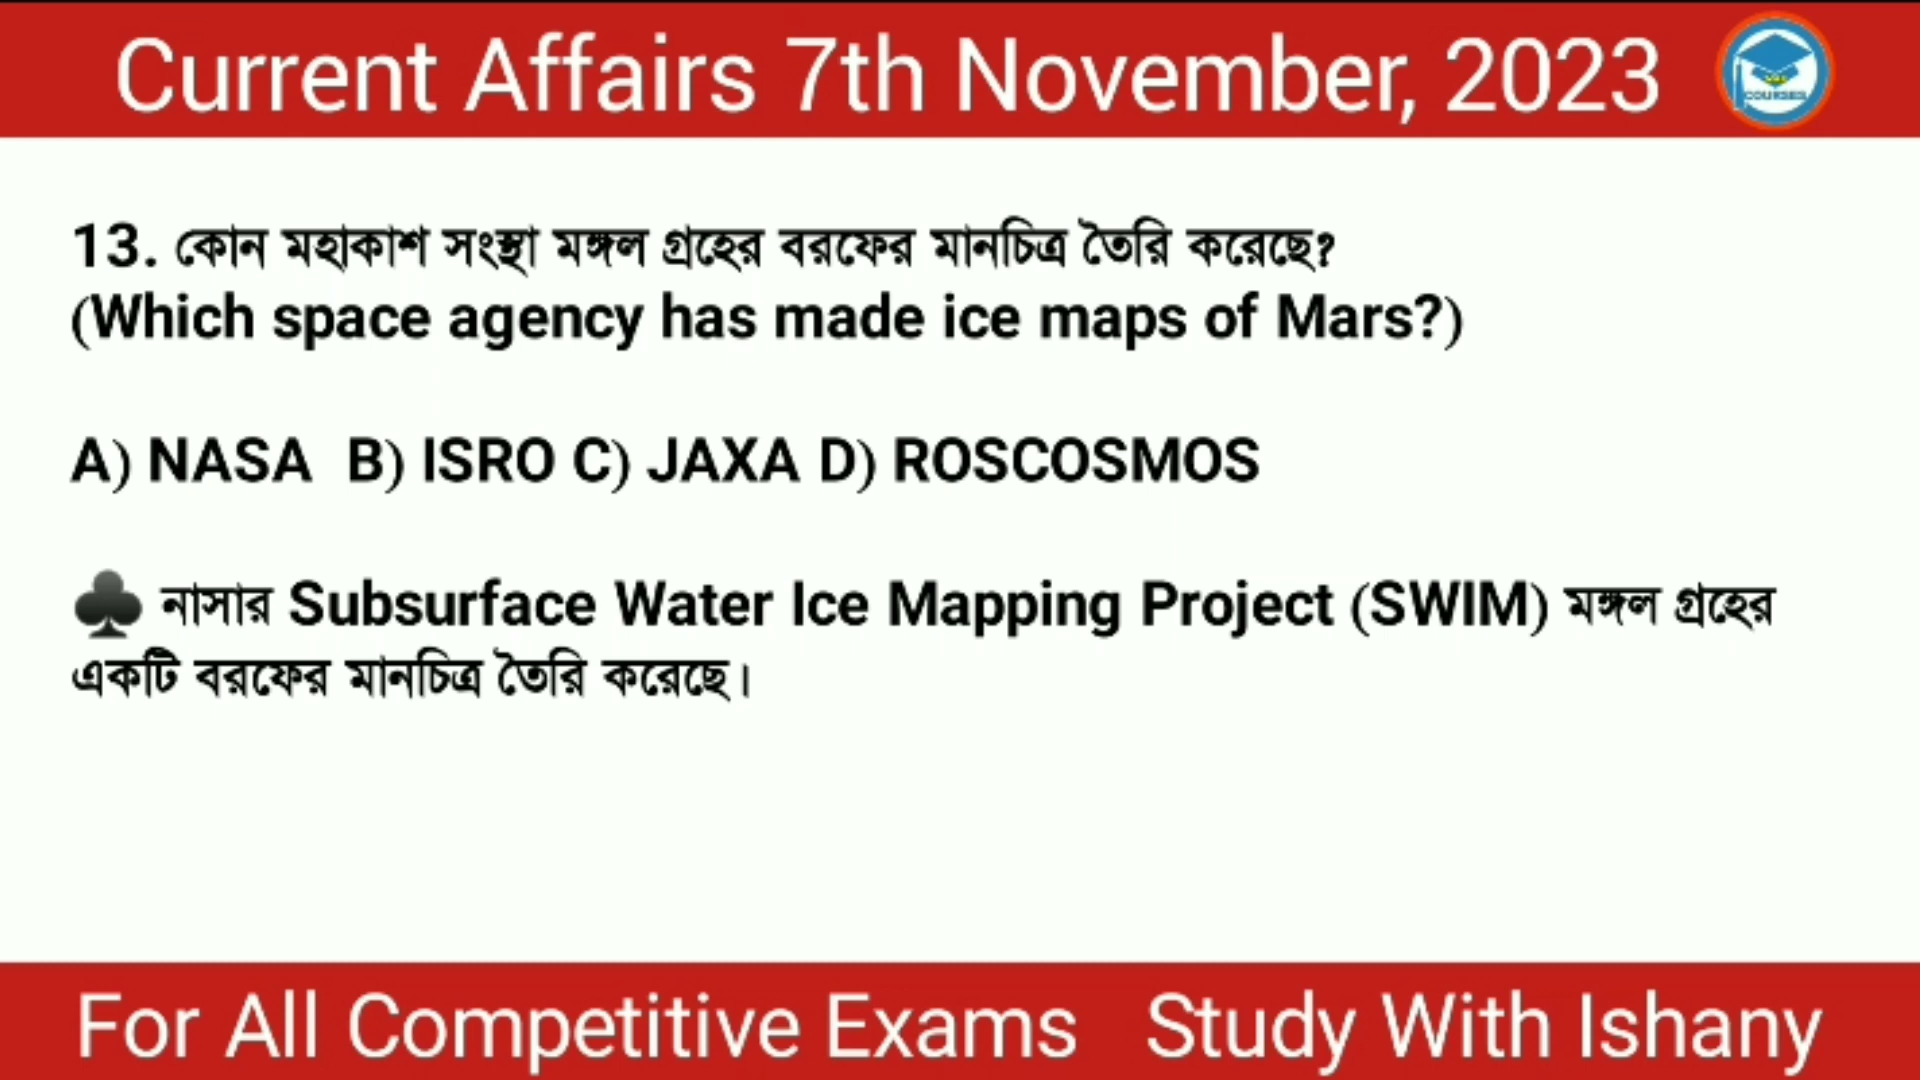 Current Affairs 7th November, 2023
COURSES
13. কোন মহাকাশ সংস্থা মঙ্গল গ্রহের বরফের মানচিত্র তৈরি করেছে?
(Which space agency has made ice maps of Mars?)
A) NASA B) ISRO C) JAXA D) ROSCOSMOS
♣ নাসার Subsurface Water Ice Mapping Project (SWIM) মঙ্গল গ্রহের
একটি বরফের মানচিত্র তৈরি করেছে।
For All Competitive Exams Study With Ishany